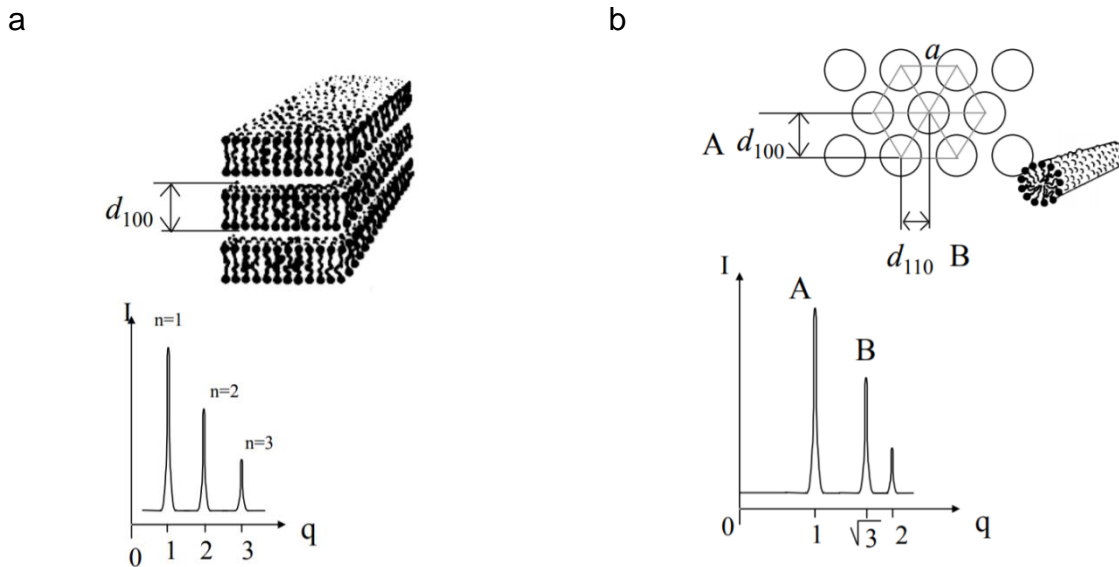 a
d₁₀₀
I
n=1
n=2
n=3
0
1 2 3
q
b
a
A d₁₀₀
d₁₁₀ B
I
A
B
0
1 √3 2
q